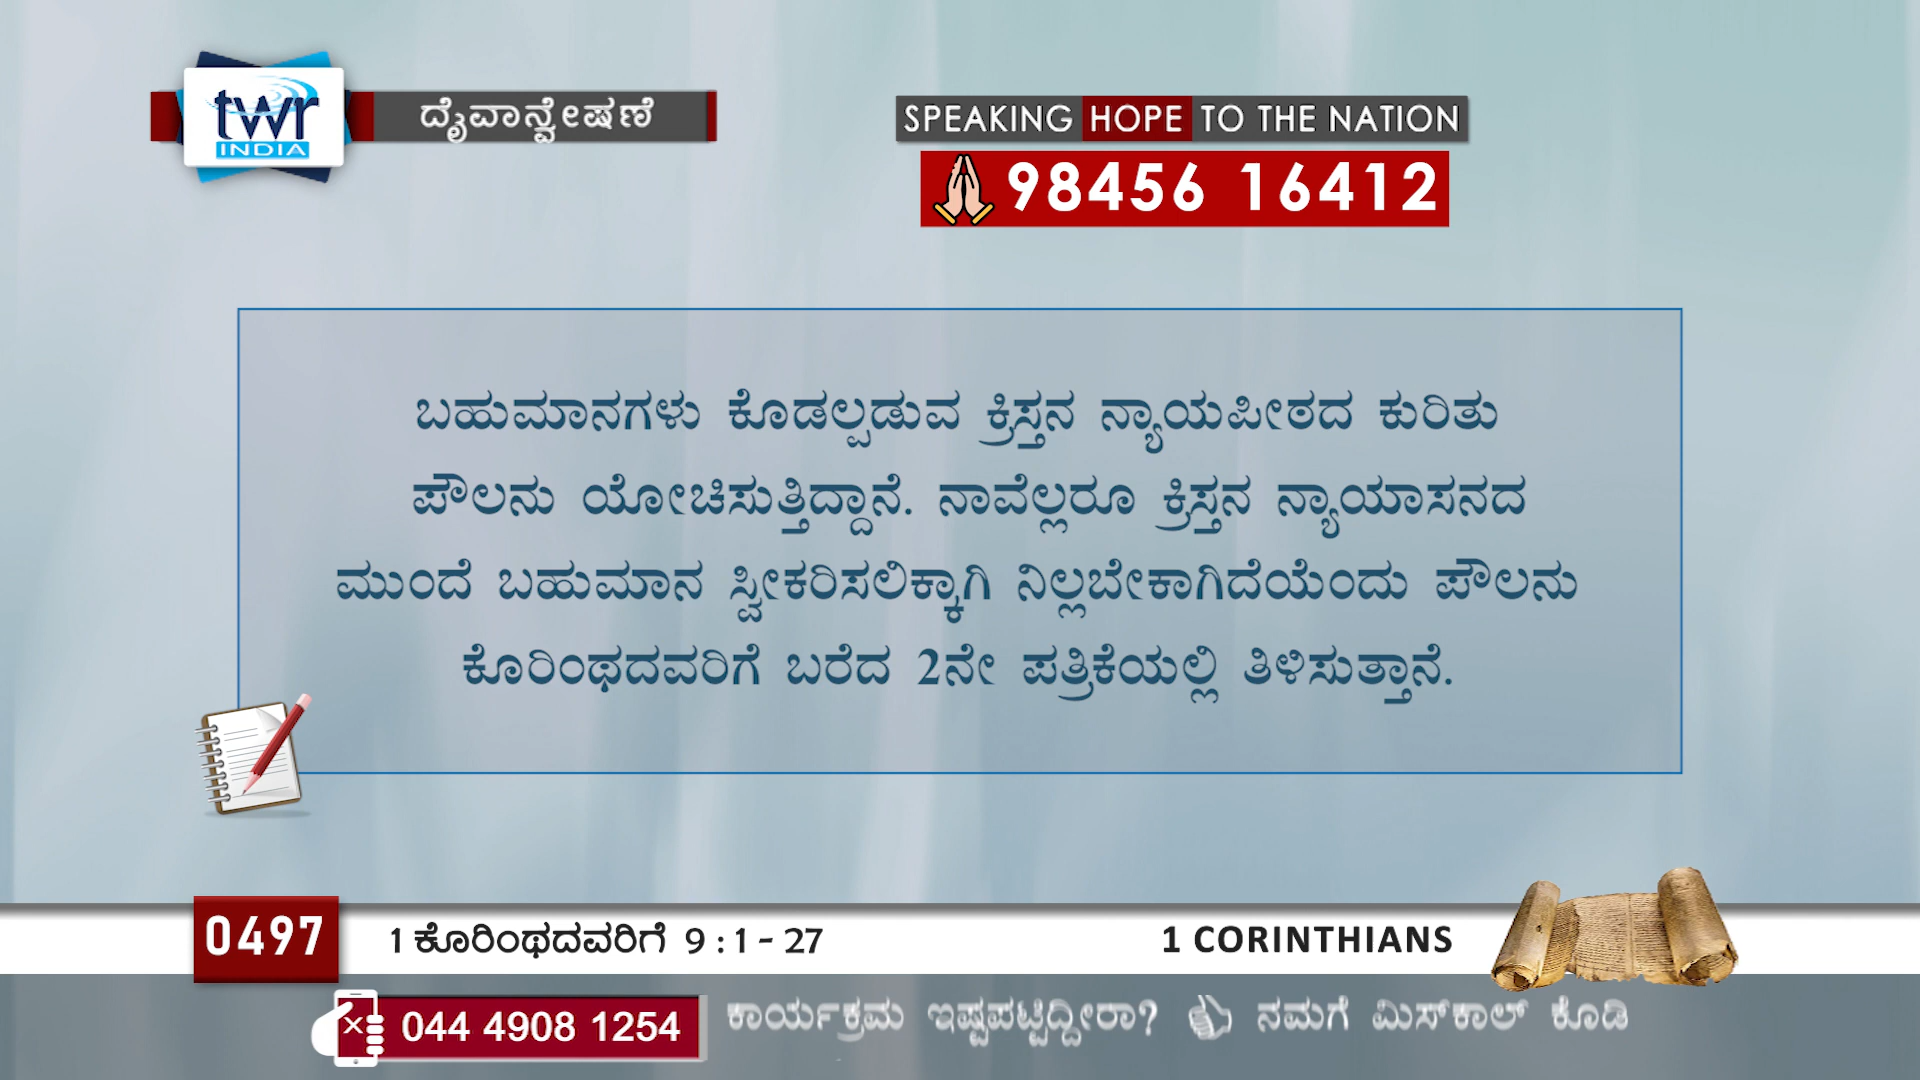 twr
INDIA
ದೈವಾನ್ವೇಷಣೆ
SPEAKING HOPE TO THE NATION
98456 16412
ಬಹುಮಾನಗಳು ಕೊಡಲ್ಪಡುವ ಕ್ರಿಸ್ತನ ನ್ಯಾಯಪೀಠದ ಕುರಿತು
ಪೌಲನು ಯೋಚಿಸುತ್ತಿದ್ದಾನೆ. ನಾವೆಲ್ಲರೂ ಕ್ರಿಸ್ತನ ನ್ಯಾಯಾಸನದ
ಮುಂದೆ ಬಹುಮಾನ ಸ್ವೀಕರಿಸಲಿಕ್ಕಾಗಿ ನಿಲ್ಲಬೇಕಾಗಿದೆಯೆಂದು ಪೌಲನು
ಕೊರಿಂಥದವರಿಗೆ ಬರೆದ 2ನೇ ಪತ್ರಿಕೆಯಲ್ಲಿ ತಿಳಿಸುತ್ತಾನೆ.
0497
1 ಕೊರಿಂಥದವರಿಗೆ 9 : 1 - 27
1 CORINTHIANS
044 4908 1254
ಕಾರ್ಯಕ್ರಮ ಇಷ್ಟಪಟ್ಟಿದ್ದೀರಾ? ನಮಗೆ ಮಿಸ್‌ಕಾಲ್ ಕೊಡಿ